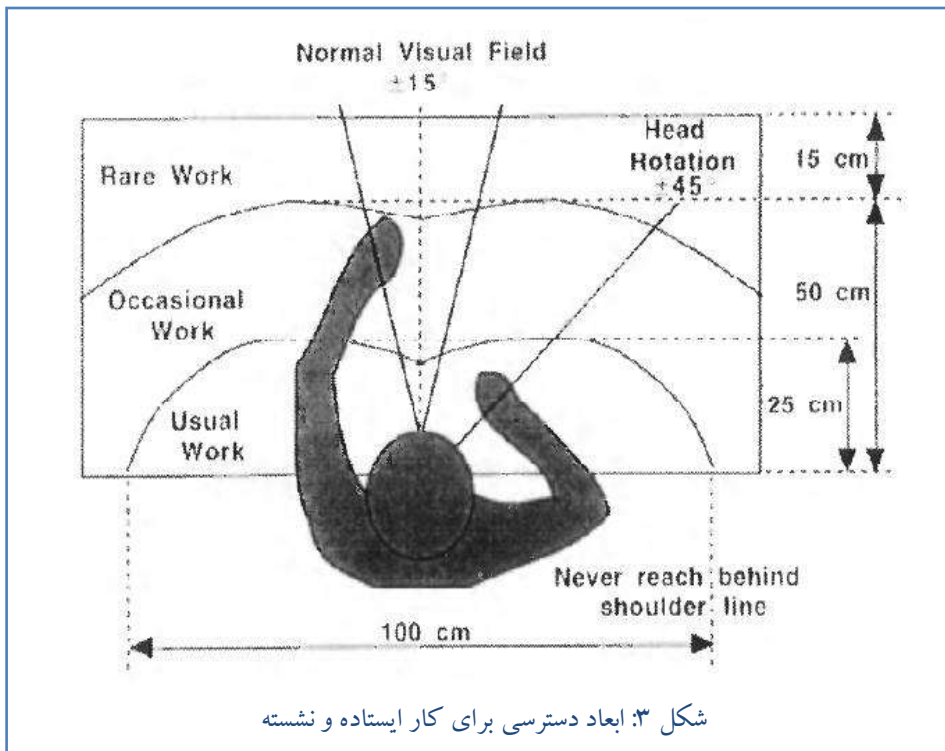 Normal Visual Field
±15°
Head
Rotation
±45°
15 cm
Rare Work
Occasional
Work
50 cm
Usual
Work
25 cm
Never reach behind
shoulder line
100 cm
شکل ۳: ابعاد دسترسی برای کار ایستاده و نشسته